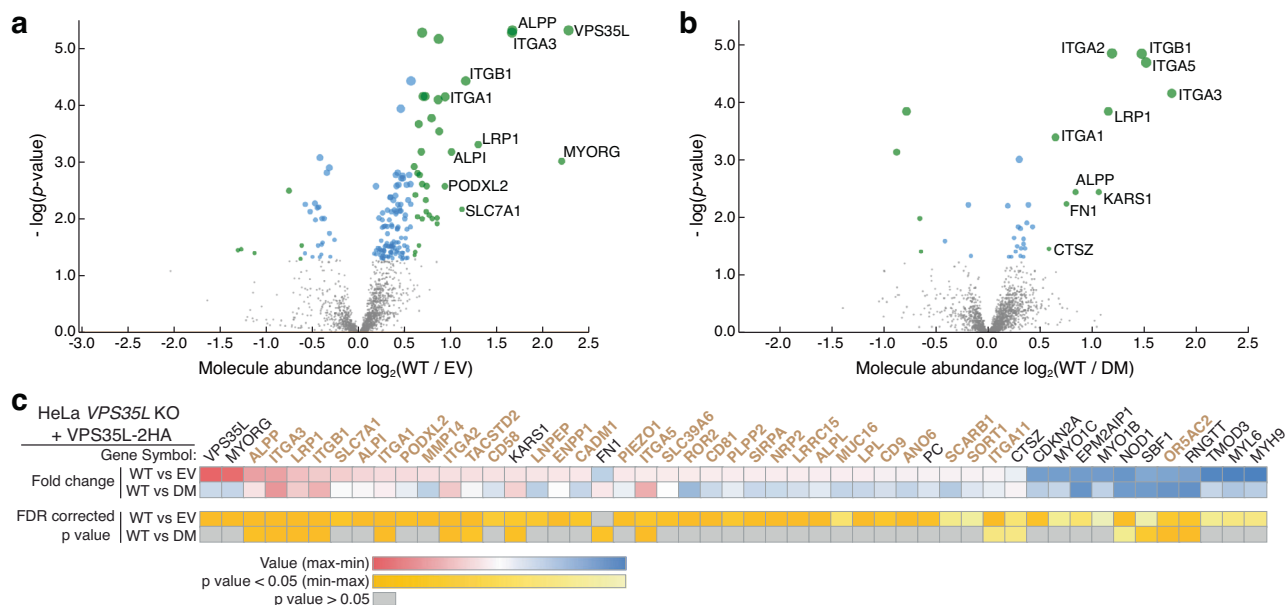 a
- log(p-value)
5.0
4.0
3.0
2.0
1.0
0.0
-3.0
-2.0
-1.5
-1.0
-0.5
0.0
0.5
1.0
1.5
2.0
2.5
Molecule abundance log2(WT / EV)
ALPP
VPS35L
ITGA3
ITGB1
ITGA1
LRP1
ALPI
MYORG
PODXL2
SLC7A1
b
- log(p-value)
5.0
4.0
3.0
2.0
1.0
0.0
-2.0
-1.5
-1.0
-0.5
0.0
0.5
1.0
1.5
2.0
2.5
Molecule abundance log2(WT / DM)
ITGA2
ITGB1
ITGA5
ITGA3
LRP1
ITGA1
ALPP
KARS1
FN1
CTSZ
c
HeLa VPS35L KO
+ VPS35L-2HA
Gene Symbol:
VPS35L
MYORG
ALPP
ITGA3
LRP1
ITGB1
SLC7A1
ALPI
ITGA1
PODXL2
MMP14
ITGA2
TACSTD2
CD58
KARS1
LNPEP
ENPP1
CADM1
FN1
PIEZO1
ITGA5
SLC39A6
ROR2
CD81
PLPP2
SIRPA
NRP2
LRRC15
ALPL
MUC16
LPL
CD9
ANO6
PC
SCARB1
SORT1
ITGA11
CTSZ
CDKN2A
MYO1C
EPM2AIP1
MYO1B
NOD1
SBF1
OR5AC2
RNGTT
TMOD3
MYL6
MYH9
Fold change
WT vs EV
WT vs DM
FDR corrected
p value
WT vs EV
WT vs DM
Value (max-min)
p value < 0.05 (min-max)
p value > 0.05